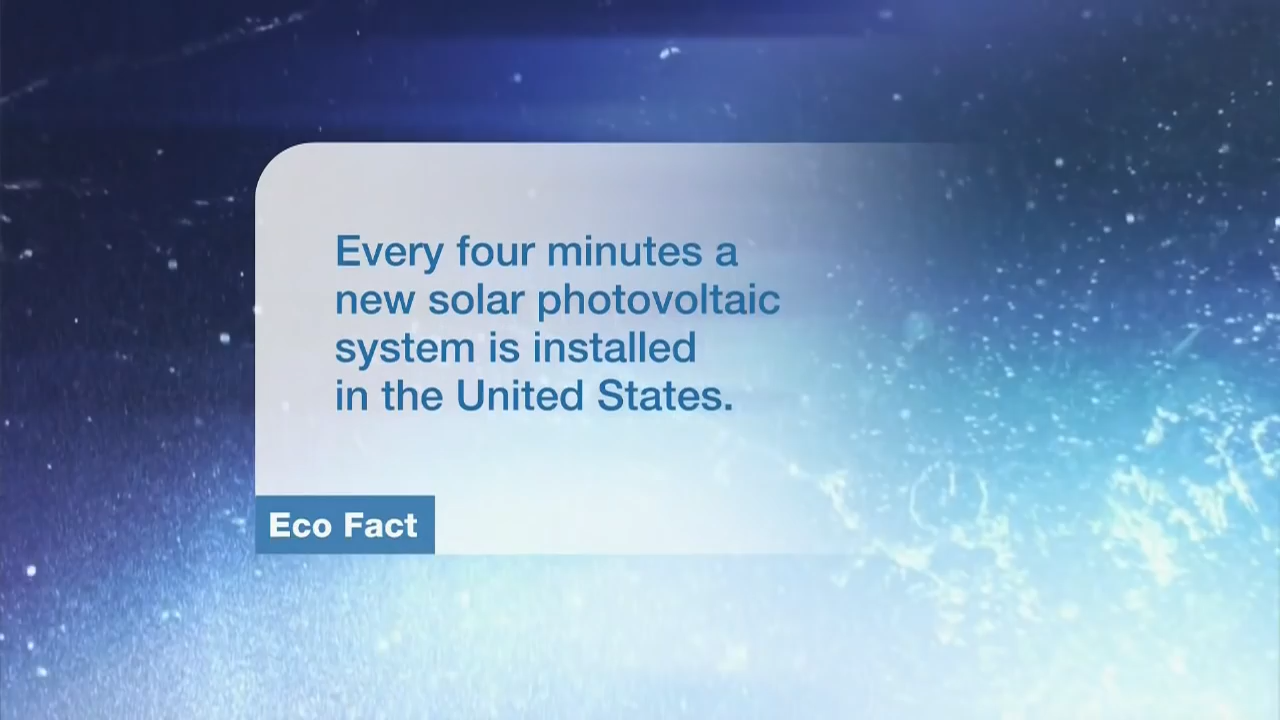 Every four minutes a
new solar photovoltaic
system is installed
in the United States.
Eco Fact